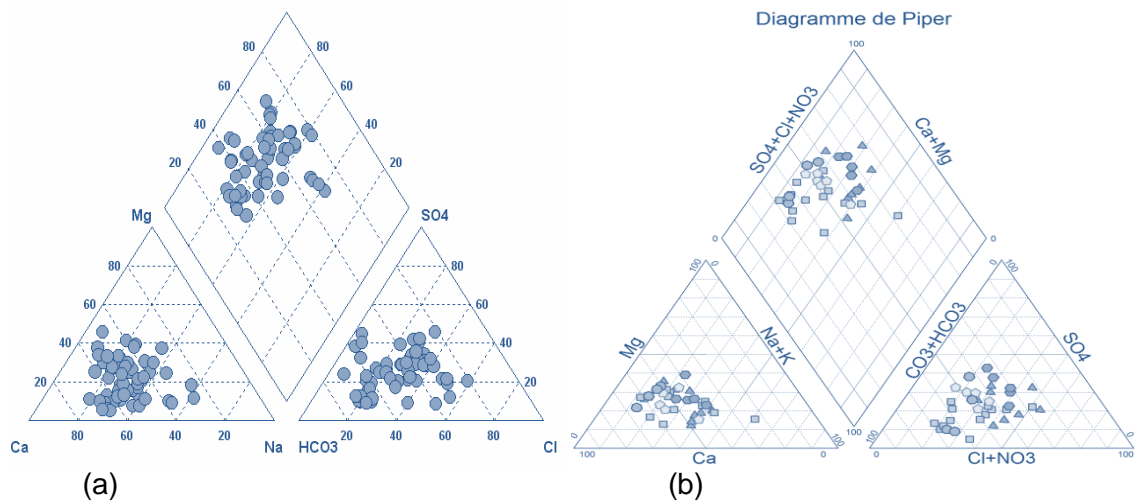 Diagramme de Piper
80 80
60 60
40 40
20 20
Mg SO4
80 80
60 60
40 40
20 20
Ca 80 60 40 20 Na HCO3 20 40 60 80 Cl
(a)
100
SO4+Cl+NO3 Ca+Mg
0 0
100 100
Mg Na+K CO3+HCO3 SO4
0 100 0 0
100 Ca 0 0 Cl+NO3 100
(b)